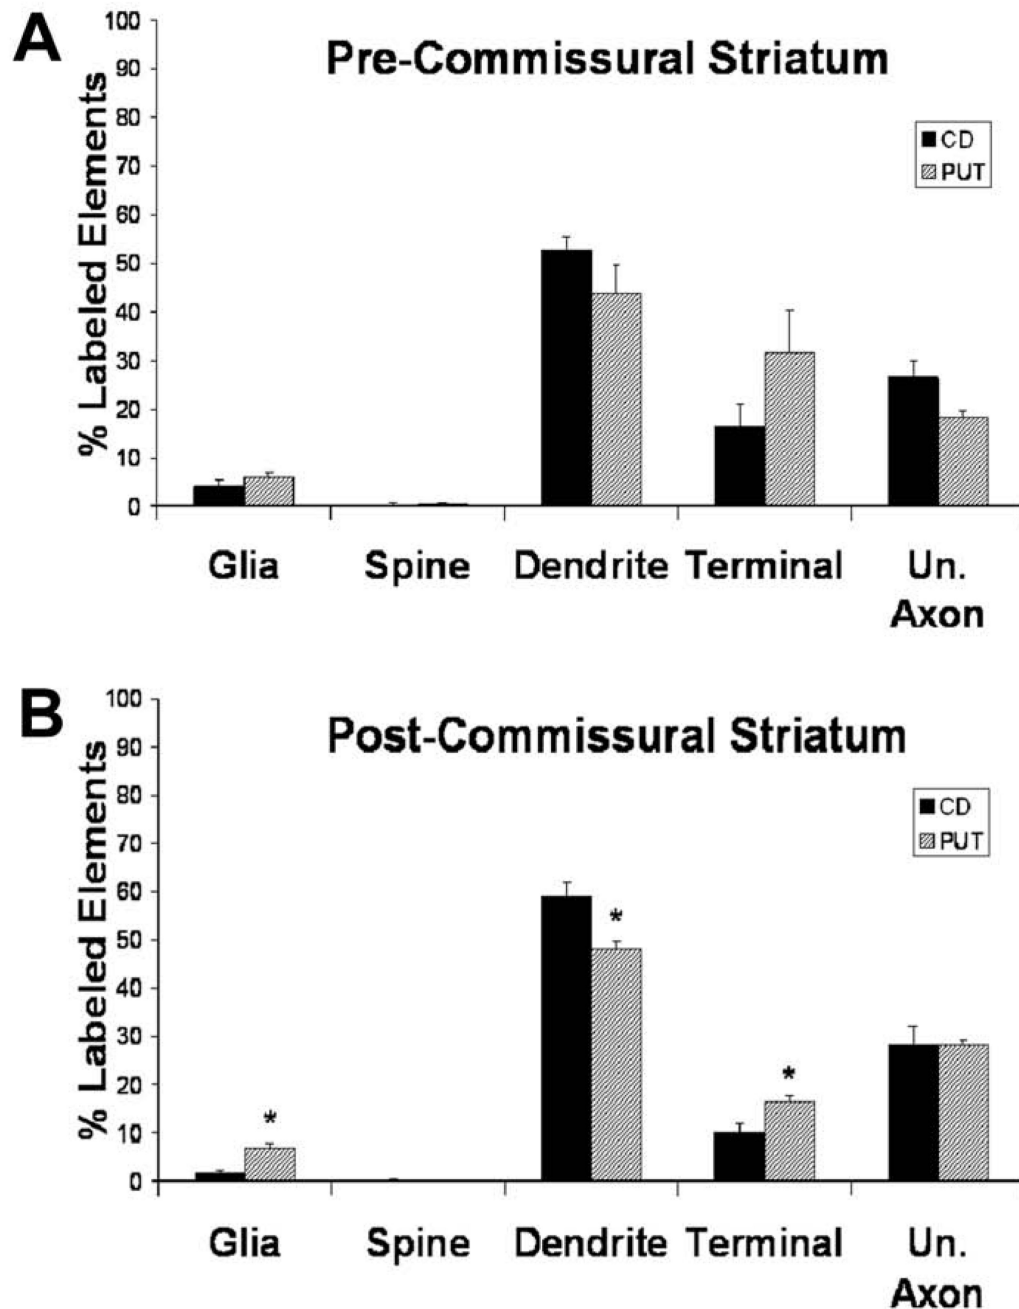 A
Pre-Commissural Striatum
% Labeled Elements
100
90
80
70
60
50
40
30
20
10
0
CD
PUT
Glia Spine Dendrite Terminal Un.
Axon
B
Post-Commissural Striatum
% Labeled Elements
100
90
80
70
60
50
40
30
20
10
0
CD
PUT
*
*
*
Glia Spine Dendrite Terminal Un.
Axon